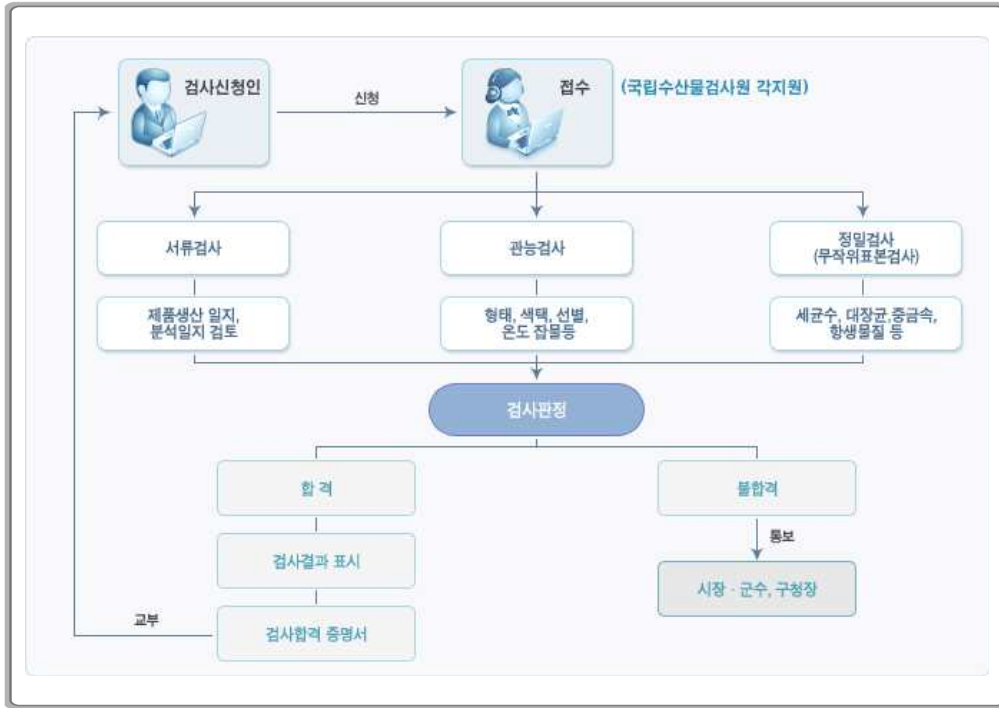 검사신청인
신청
접수
(국립수산물검사원 각지원)
서류검사
관능검사
정밀검사
(무작위표본검사)
제품생산 일지,
분석일지 검토
형태, 색택, 선별,
온도 잡물등
세균수, 대장균,중금속,
항생물질 등
검사판정
합 격
불합격
통보
검사결과 표시
시장 · 군수, 구청장
교부
검사합격 증명서